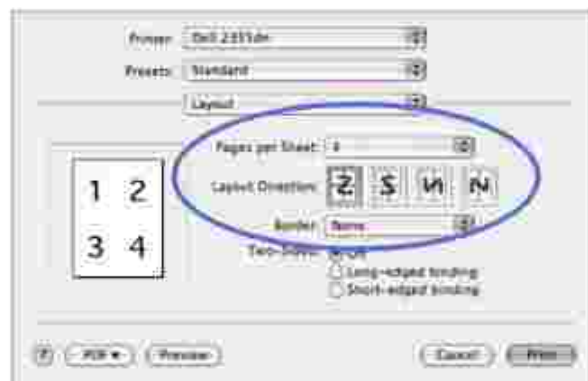 Printer: Dell 2355dn
Presets: Standard
Layout
Pages per Sheet: 4
Layout Direction:
Border: None
Two-Sided: Off
Long-edged binding
Short-edged binding
1 2
3 4
? PDF Preview Cancel Print